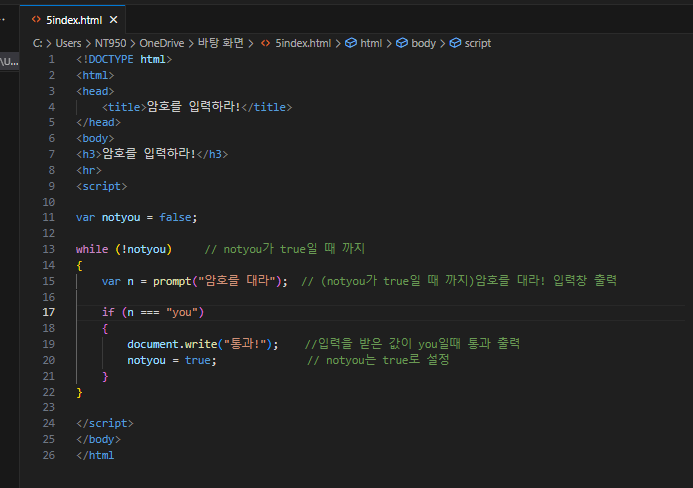 5index.html
\U...
C: > Users > NT950 > OneDrive > 바탕 화면 > 5index.html > html > body > script
1 <!DOCTYPE html>
2 <html>
3 <head>
4     <title>암호를 입력하라!</title>
5 </head>
6 <body>
7 <h3>암호를 입력하라!</h3>
8 <hr>
9 <script>
10
11 var notyou = false;
12
13 while (!notyou)     // notyou가 true일 때 까지
14 {
15     var n = prompt("암호를 대라");  // (notyou가 true일 때 까지)암호를 대라! 입력창 출력
16
17     if (n === "you")
18     {
19         document.write("통과!");    //입력을 받은 값이 you일때 통과 출력
20         notyou = true;              // notyou는 true로 설정
21     }
22 }
23
24 </script>
25 </body>
26 </html